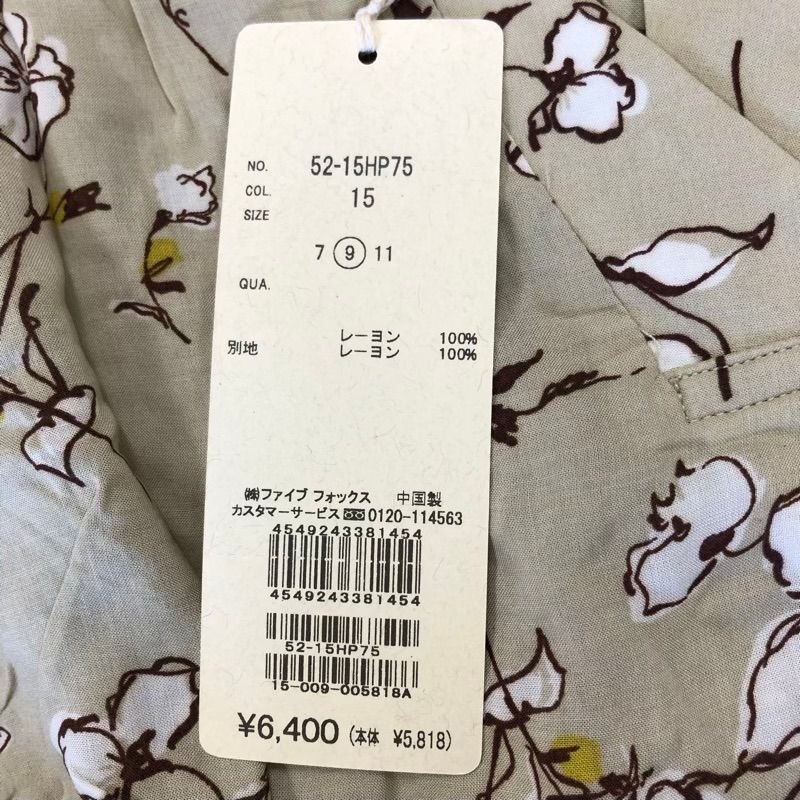 NO. 52-15HP75
COL. 15
SIZE
7 9 11
QUA.
レーヨン 100%
別地 レーヨン 100%
㈱ファイブ フォックス 中国製
カスタマーサービス 0120-114563
4549243381454
4549243381454
52-15HP75
15-009-005818A
¥6,400 (本体 ¥5,818)